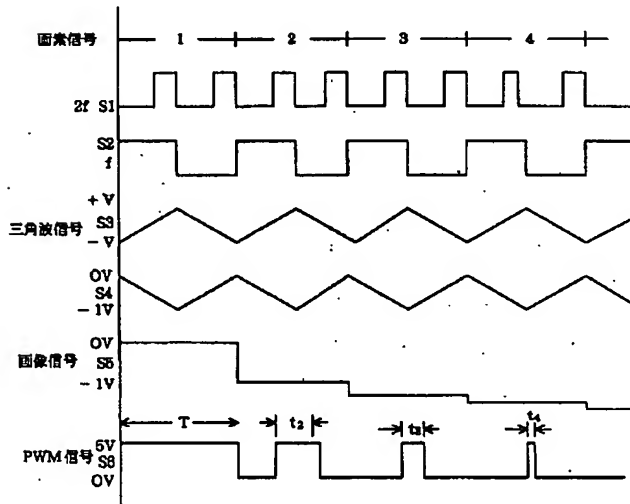 画素信号 1 2 3 4
2f S1
S2
f
+V
三角波信号 S3
-V
0V
S4
-1V
0V
画像信号 S5
-1V
T t2 t3 t4
5V
PWM信号 S6
0V